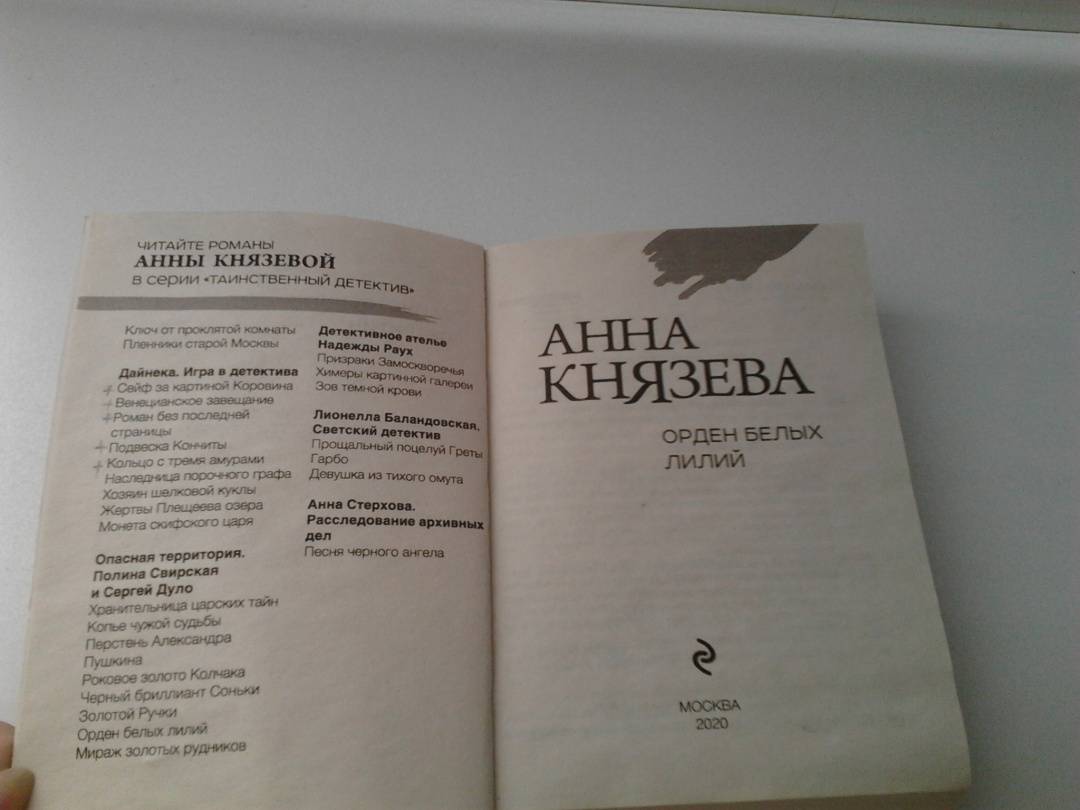 ЧИТАЙТЕ РОМАНЫ
АННЫ КНЯЗЕВОЙ
В СЕРИИ «ТАИНСТВЕННЫЙ ДЕТЕКТИВ»
Ключ от проклятой комнаты
Пленники старой Москвы
Дайнека. Игра в детектива
Сейф за картиной Коровина
Венецианское завещание
Роман без последней
страницы
Подвеска Кончиты
Кольцо с тремя амурами
Наследница порочного графа
Хозяин шелковой куклы
Жертвы Плещеева озера
Монета скифского царя
Опасная территория.
Полина Свирская
и Сергей Дуло
Хранительница царских тайн
Копье чужой судьбы
Перстень Александра
Пушкина
Роковое золото Колчака
Черный бриллиант Соньки
Золотой Ручки
Орден белых лилий
Мираж золотых рудников
Детективное ателье
Надежды Раух
Призраки Замоскворечья
Химеры картинной галереи
Зов темной крови
Лионелла Баландовская.
Светский детектив
Прощальный поцелуй Греты
Гарбо
Девушка из тихого омута
Анна Стерхова.
Расследование архивных
дел
Песня черного ангела
АННА
КНЯЗЕВА
ОРДЕН БЕЛЫХ
ЛИЛИЙ
МОСКВА
2020